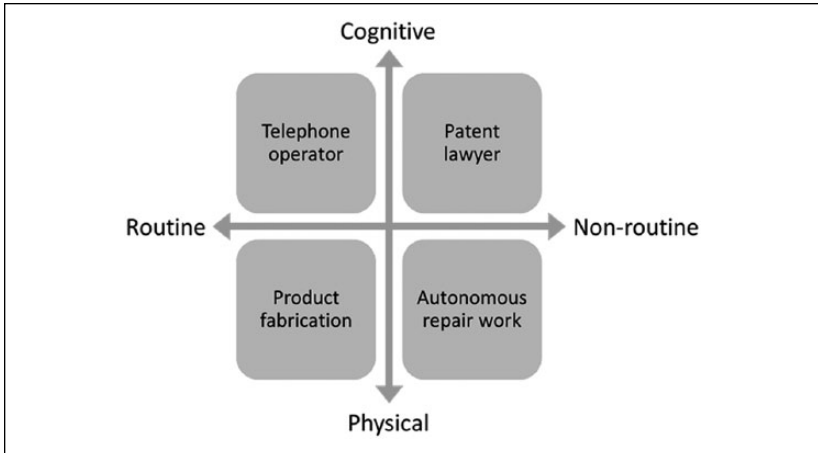 Cognitive
Telephone
operator
Patent
lawyer
Routine
Non-routine
Product
fabrication
Autonomous
repair work
Physical